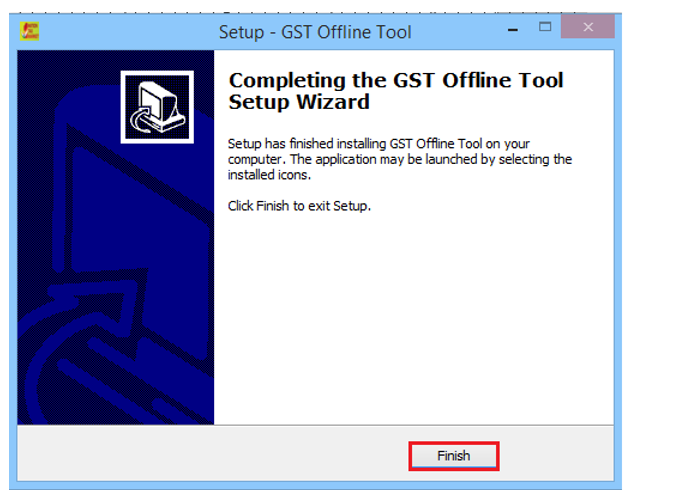 Setup - GST Offline Tool
Completing the GST Offline Tool
Setup Wizard
Setup has finished installing GST Offline Tool on your
computer. The application may be launched by selecting the
installed icons.
Click Finish to exit Setup.
Finish